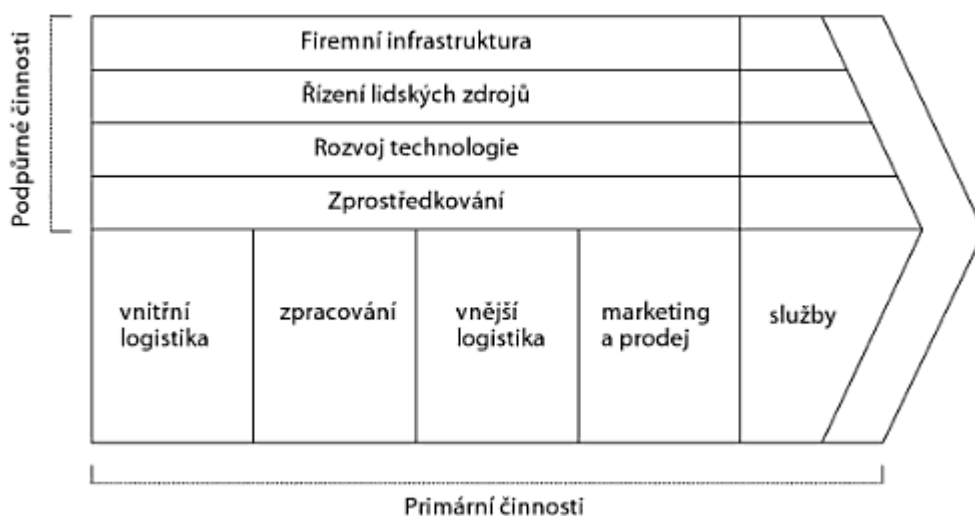 Podpůrné činnosti
Firemní infrastruktura
Řízení lidských zdrojů
Rozvoj technologie
Zprostředkování
vnitřní
logistika
zpracování
vnější
logistika
marketing
a prodej
služby
Primární činnosti